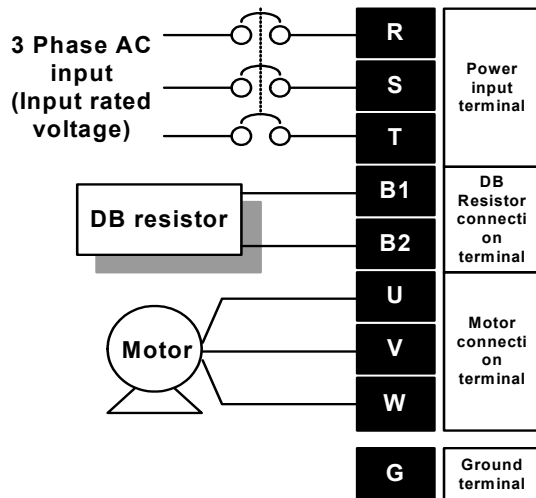 3 Phase AC
input
(Input rated
voltage)
R
S
T
Power
input
terminal
DB resistor
B1
B2
DB
Resistor
connecti
on
terminal
Motor
U
V
W
Motor
connecti
on
terminal
G
Ground
terminal